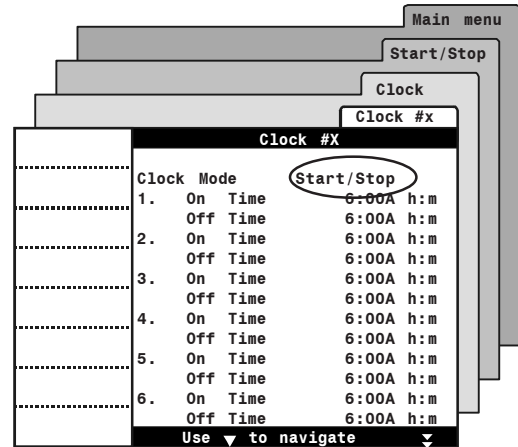 Main menu
Start/Stop
Clock
Clock #x
Clock #X
Clock Mode Start/Stop
1. On Time 6:00A h:m
Off Time 6:00A h:m
2. On Time 6:00A h:m
Off Time 6:00A h:m
3. On Time 6:00A h:m
Off Time 6:00A h:m
4. On Time 6:00A h:m
Off Time 6:00A h:m
5. On Time 6:00A h:m
Off Time 6:00A h:m
6. On Time 6:00A h:m
Off Time 6:00A h:m
Use ▼ to navigate